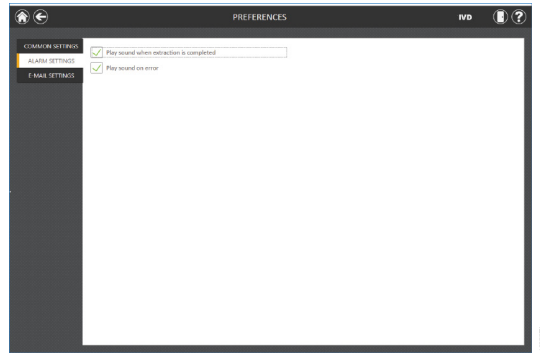 PREFERENCES
IVD
?
COMMON SETTINGS
ALARM SETTINGS
E-MAIL SETTINGS
Play sound when extraction is completed
Play sound on error